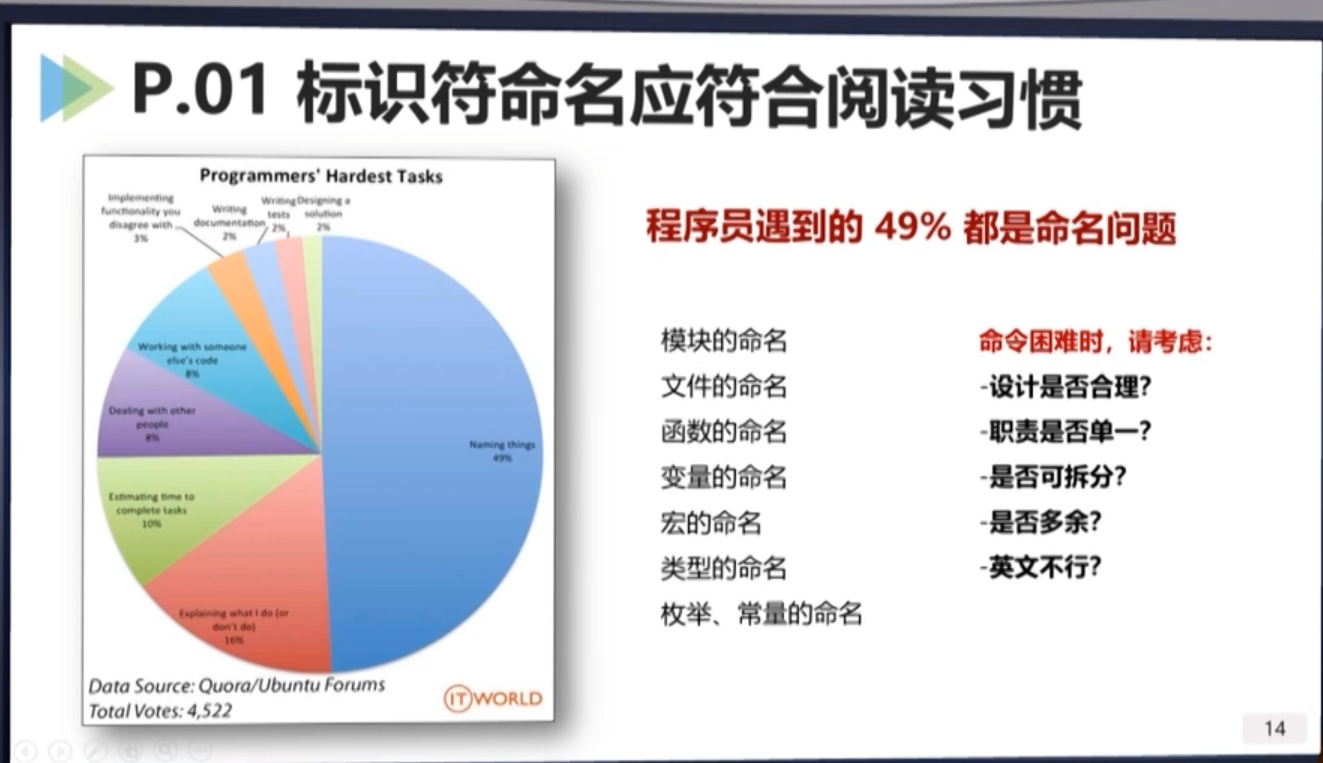 P.01 标识符命名应符合阅读习惯
Programmers' Hardest Tasks
Implementing
functionality you
disagree with
3%
Writing
documentation
2%
Writing
tests
2%
Designing a
solution
2%
Working with someone
else's code
8%
Dealing with other
people
8%
Estimating time to
complete tasks
10%
Explaining what I do (or
don't do)
16%
Naming things
49%
Data Source: Quora/Ubuntu Forums
Total Votes: 4,522
ITWORLD
程序员遇到的 49% 都是命名问题
模块的命名
文件的命名
函数的命名
变量的命名
宏的命名
类型的命名
枚举、常量的命名
命令困难时，请考虑：
-设计是否合理？
-职责是否单一？
-是否可拆分？
-是否多余？
-英文不行？
14